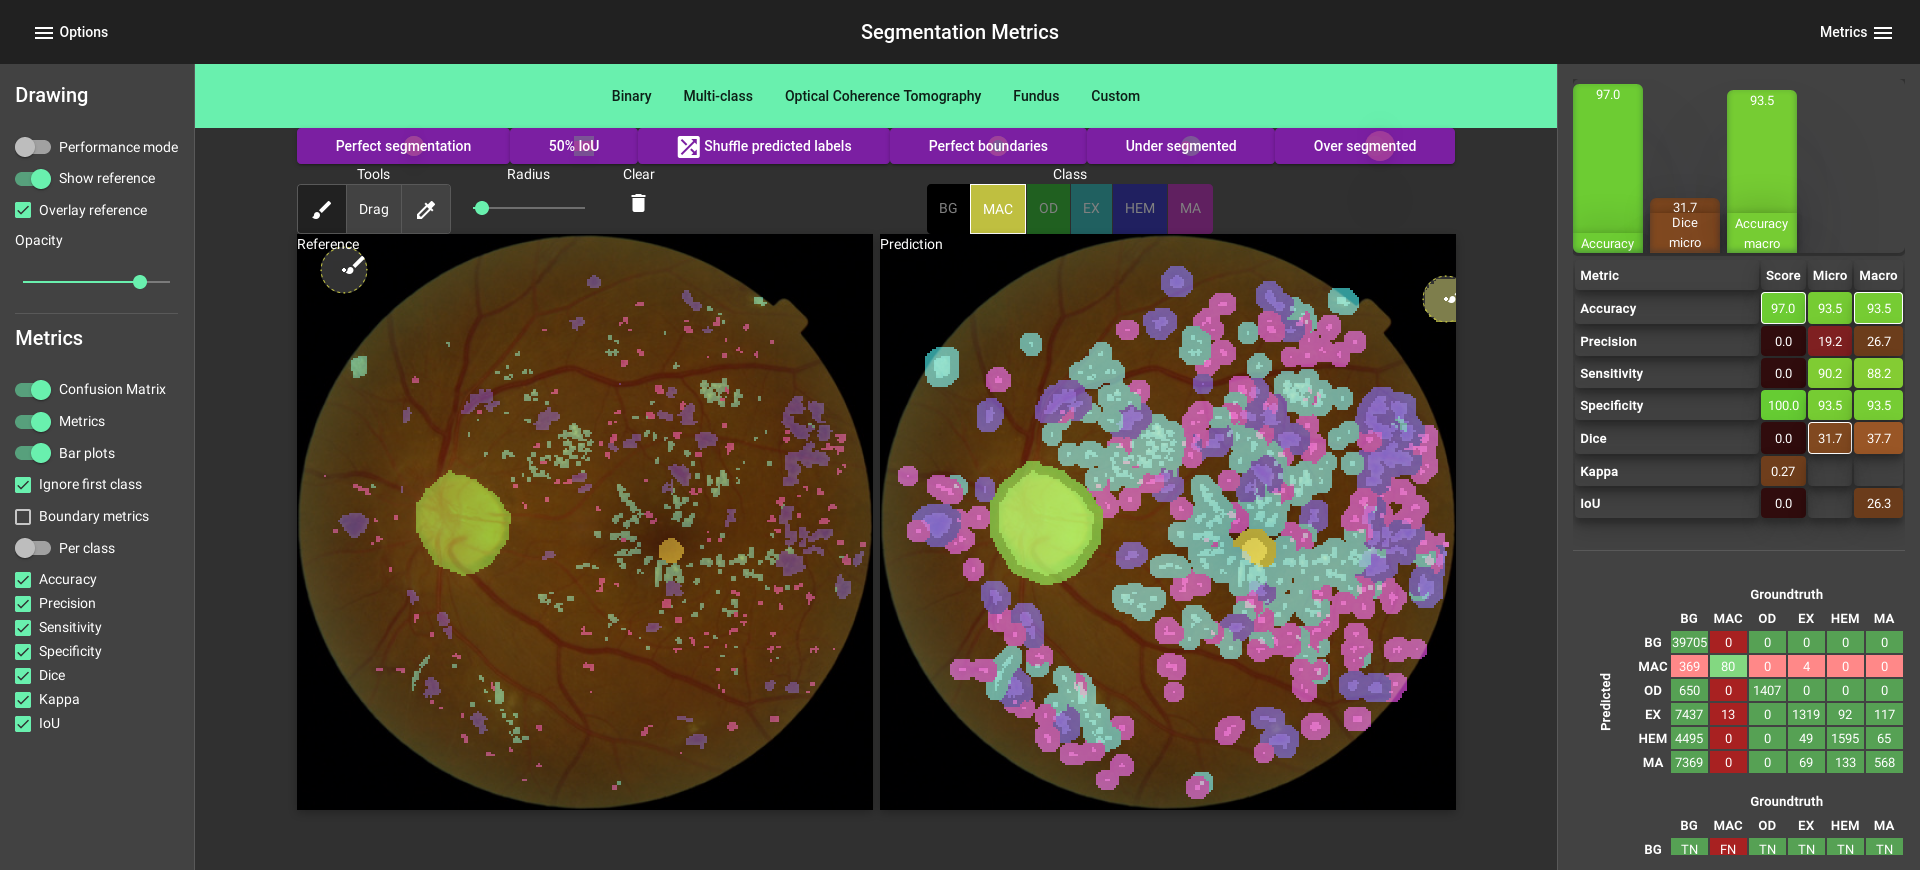 Options
Segmentation Metrics
Metrics
Drawing
Performance mode
Show reference
Overlay reference
Opacity
Metrics
Confusion Matrix
Metrics
Bar plots
Ignore first class
Boundary metrics
Per class
Accuracy
Precision
Sensitivity
Specificity
Dice
Kappa
IoU
Binary Multi-class Optical Coherence Tomography Fundus Custom
Perfect segmentation 50% IoU Shuffle predicted labels Perfect boundaries Under segmented Over segmented
Tools Radius Clear Class
Drag BG MAC OD EX HEM MA
Reference
Prediction
97.0 31.7 93.5
Accuracy Dice micro Accuracy macro
Metric Score Micro Macro
Accuracy 97.0 93.5 93.5
Precision 0.0 19.2 26.7
Sensitivity 0.0 90.2 88.2
Specificity 100.0 93.5 93.5
Dice 0.0 31.7 37.7
Kappa 0.27
IoU 0.0 26.3
Groundtruth
BG MAC OD EX HEM MA
Predicted
BG 39705 0 0 0 0 0
MAC 369 80 0 4 0 0
OD 650 0 1407 0 0 0
EX 7437 13 0 1319 92 117
HEM 4495 0 0 49 1595 65
MA 7369 0 0 69 133 568
Groundtruth
BG MAC OD EX HEM MA
BG TN FN TN TN TN TN